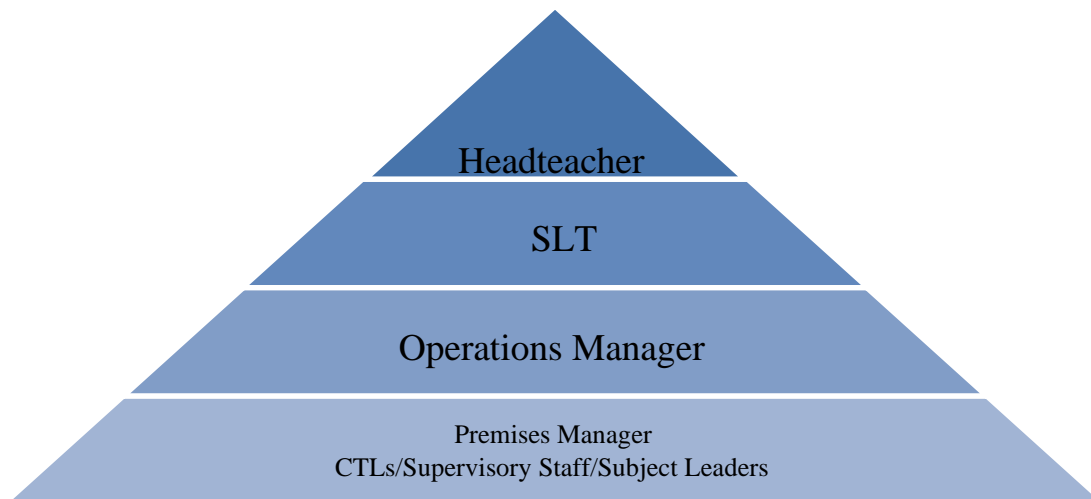 Headteacher
SLT
Operations Manager
Premises Manager
CTLs/Supervisory Staff/Subject Leaders